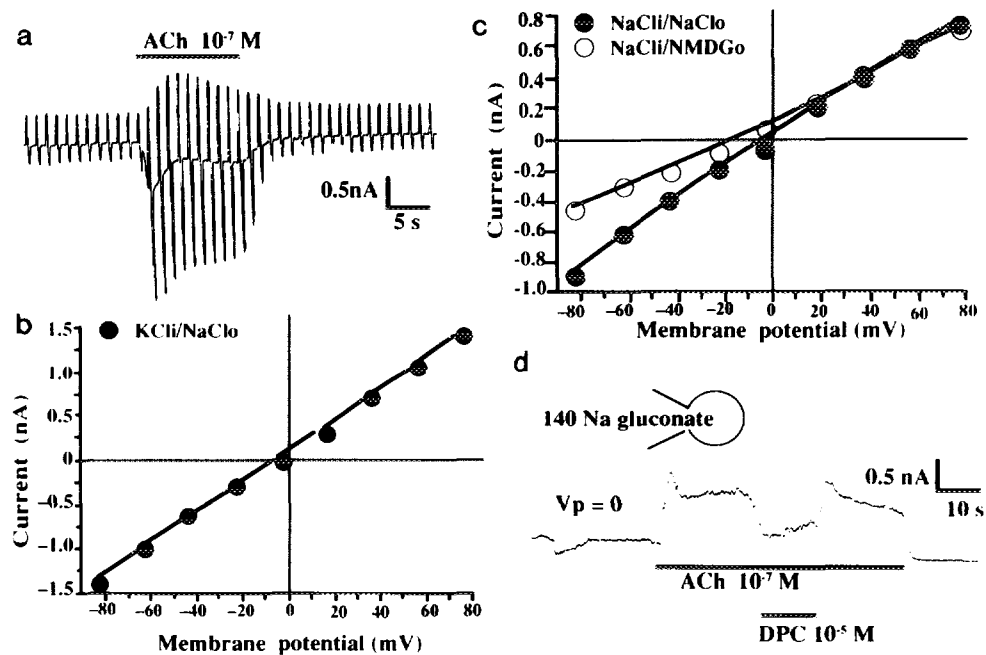 a
ACh 10⁻⁷ M
0.5nA
5 s
b
KCli/NaClo
Current (nA)
1.5
1.0
0.5
0
-0.5
-1.0
-1.5
-80 -60 -40 -20 0 20 40 60 80
Membrane potential (mV)
c
NaCli/NaClo
NaCli/NMDGo
Current (nA)
0.8
0.6
0.4
0.2
0
-0.2
-0.4
-0.6
-0.8
-1.0
-80 -60 -40 -20 0 20 40 60 80
Membrane potential (mV)
d
140 Na gluconate
Vp = 0
0.5 nA
10 s
ACh 10⁻⁷ M
DPC 10⁻⁵ M